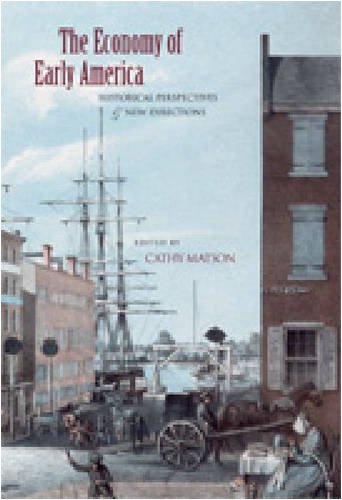 The Economy of
Early America
HISTORICAL PERSPECTIVES
& NEW DIRECTIONS
EDITED BY
CATHY MATSON